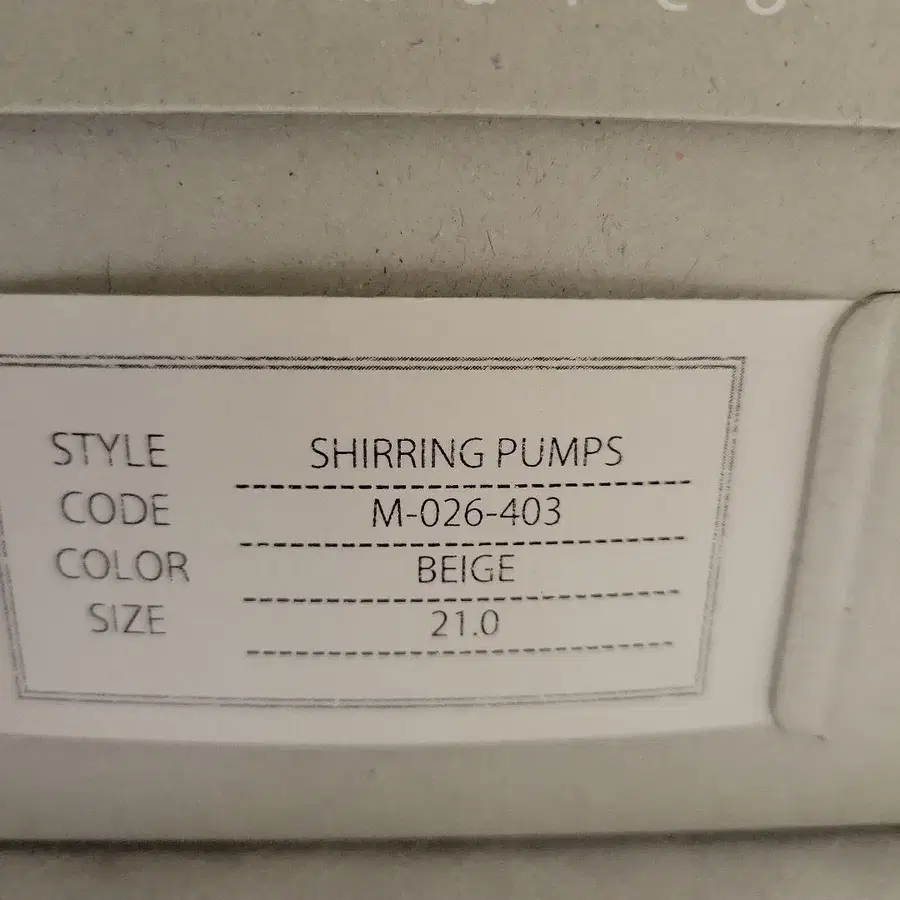 STYLE SHIRRING PUMPS
CODE M-026-403
COLOR BEIGE
SIZE 21.0